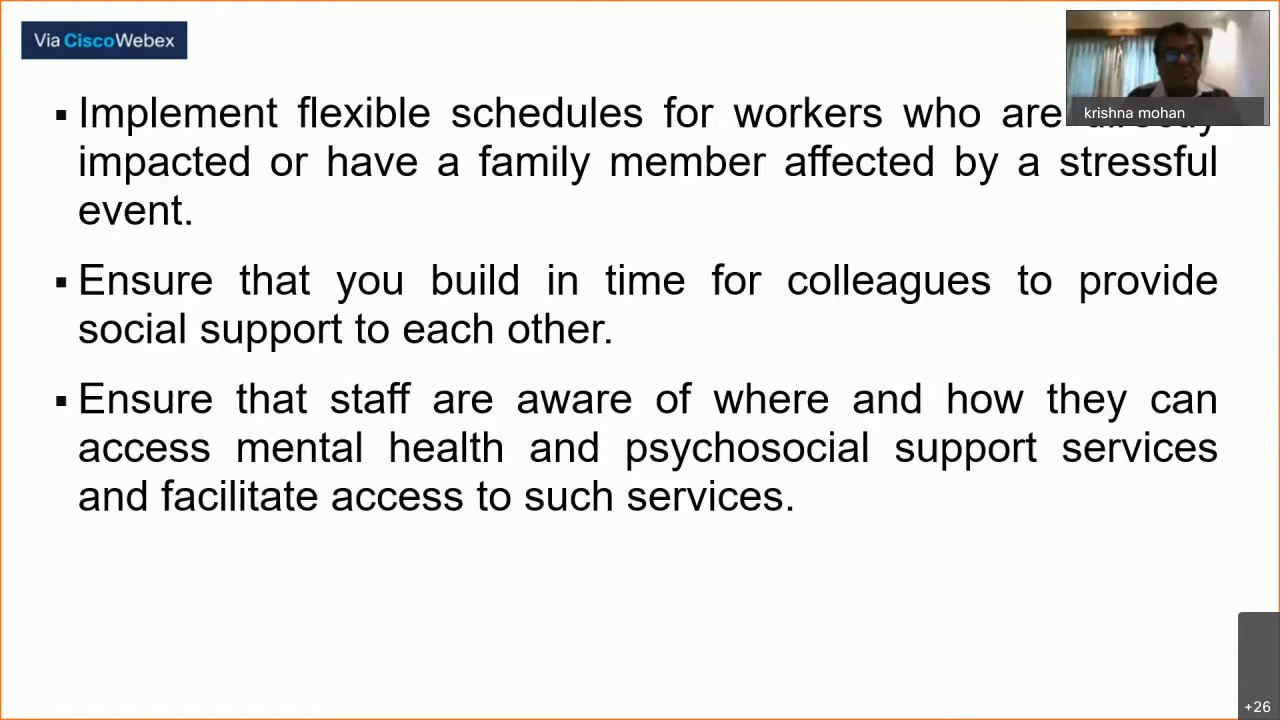 Via CiscoWebex
krishna mohan
▪ Implement flexible schedules for workers who are
impacted or have a family member affected by a stressful
event.
▪ Ensure that you build in time for colleagues to provide
social support to each other.
▪ Ensure that staff are aware of where and how they can
access mental health and psychosocial support services
and facilitate access to such services.
+26